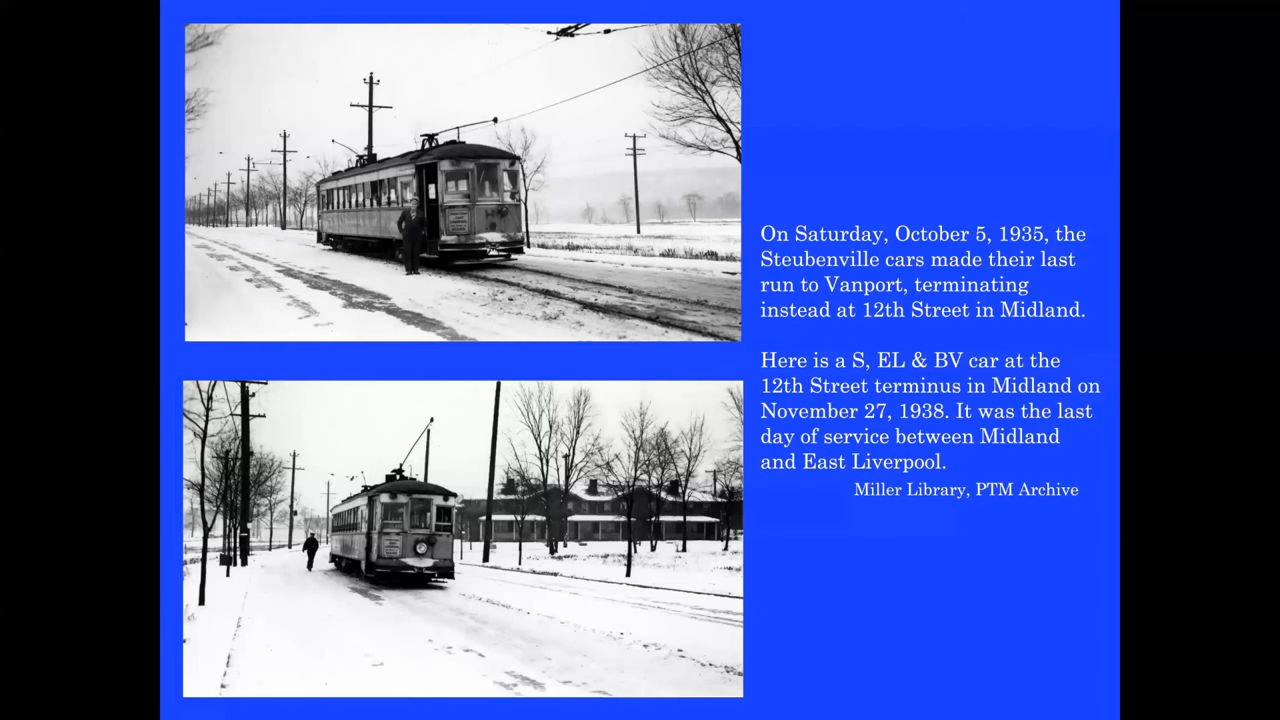 On Saturday, October 5, 1935, the
Steubenville cars made their last
run to Vanport, terminating
instead at 12th Street in Midland.
Here is a S, EL & BV car at the
12th Street terminus in Midland on
November 27, 1938. It was the last
day of service between Midland
and East Liverpool.
Miller Library, PTM Archive